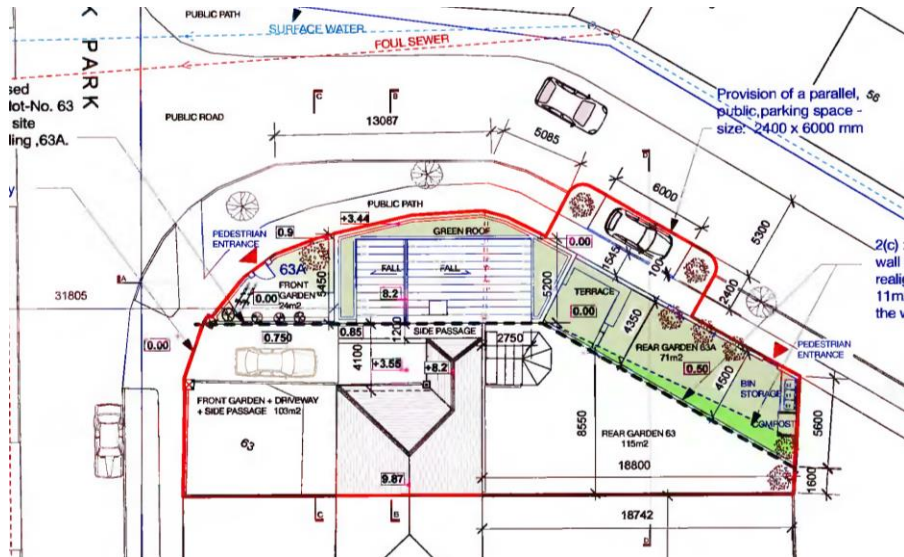 PUBLIC PATH
SURFACE WATER
FOUL SEWER
K PARK
sed
lot-No. 63
site
ling ,63A.
y
PUBLIC ROAD
C
B
13087
5085
Provision of a parallel,
public,parking space -
size: 2400 x 6000 mm
56
6000
PUBLIC PATH
+3.44
GREEN ROOF
PEDESTRIAN
ENTRANCE
0.9
63A
FRONT
GARDEN
24m2
0.00
5450
FALL
FALL
8.2
0.00
1545
100
5300
2400
2(c)
wall
realig
11m
the w
31805
A
5200
TERRACE
0.00
4350
REAR GARDEN 63A
71m2
0.50
4500
PEDESTRIAN
ENTRANCE
BIN
STORAGE
COMPOST
0.00
0.750
0.85
1200
SIDE PASSAGE
2750
4100
+3.55
+8.2
FRONT GARDEN + DRIVEWAY
+ SIDE PASSAGE 103m2
63
8550
REAR GARDEN 63
115m2
5600
1600
18800
9.87
C
B
18742